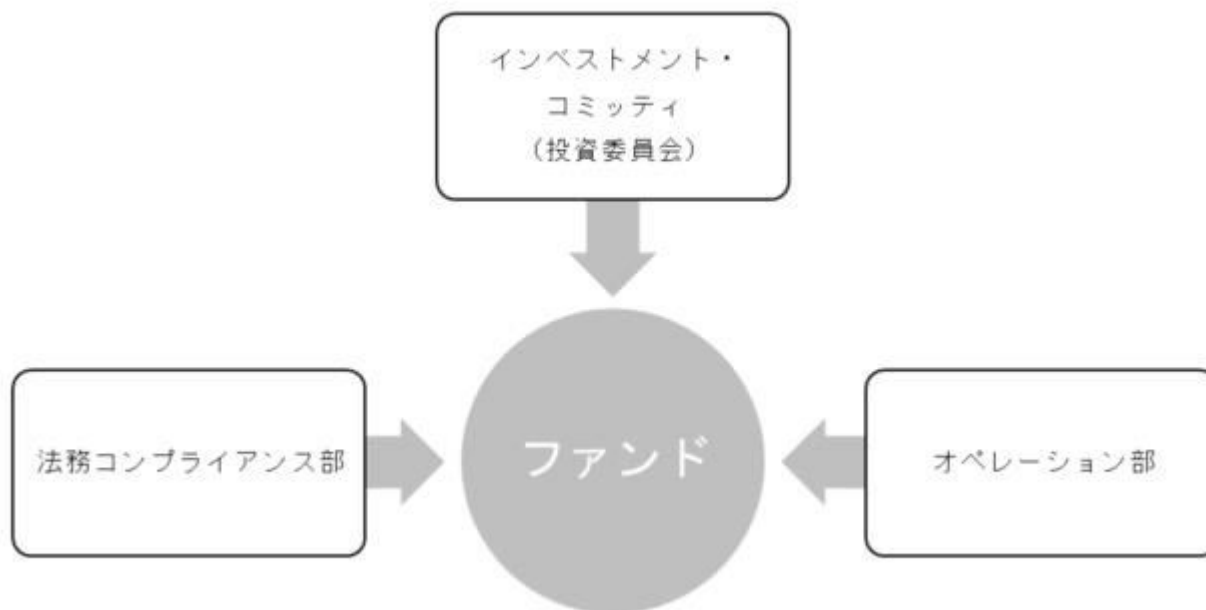 インベストメント・
コミッティ
（投資委員会）
法務コンプライアンス部
ファンド
オペレーション部